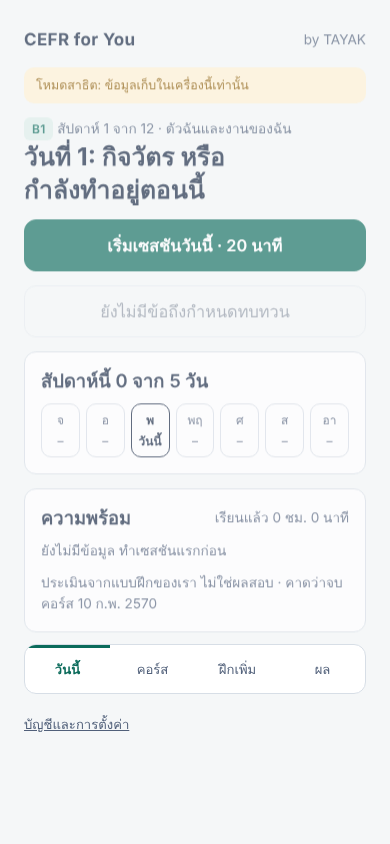 CEFR for You
by TAYAK
โหมดสาธิต: ข้อมูลเก็บในเครื่องนี้เท่านั้น
B1 สัปดาห์ 1 จาก 12 · ตัวฉันและงานของฉัน
วันที่ 1: กิจวัตร หรือ
กำลังทำอยู่ตอนนี้
เริ่มเซสชันวันนี้ · 20 นาที
ยังไม่มีข้อถึงกำหนดทบทวน
สัปดาห์นี้ 0 จาก 5 วัน
จ อ พ พฤ ศ ส อา
– – วันนี้ – – – –
ความพร้อม
เรียนแล้ว 0 ชม. 0 นาที
ยังไม่มีข้อมูล ทำเซสชันแรกก่อน
ประเมินจากแบบฝึกของเรา ไม่ใช่ผลสอบ · คาดว่าจบ
คอร์ส 10 ก.พ. 2570
วันนี้ คอร์ส ฝึกเพิ่ม ผล
บัญชีและการตั้งค่า